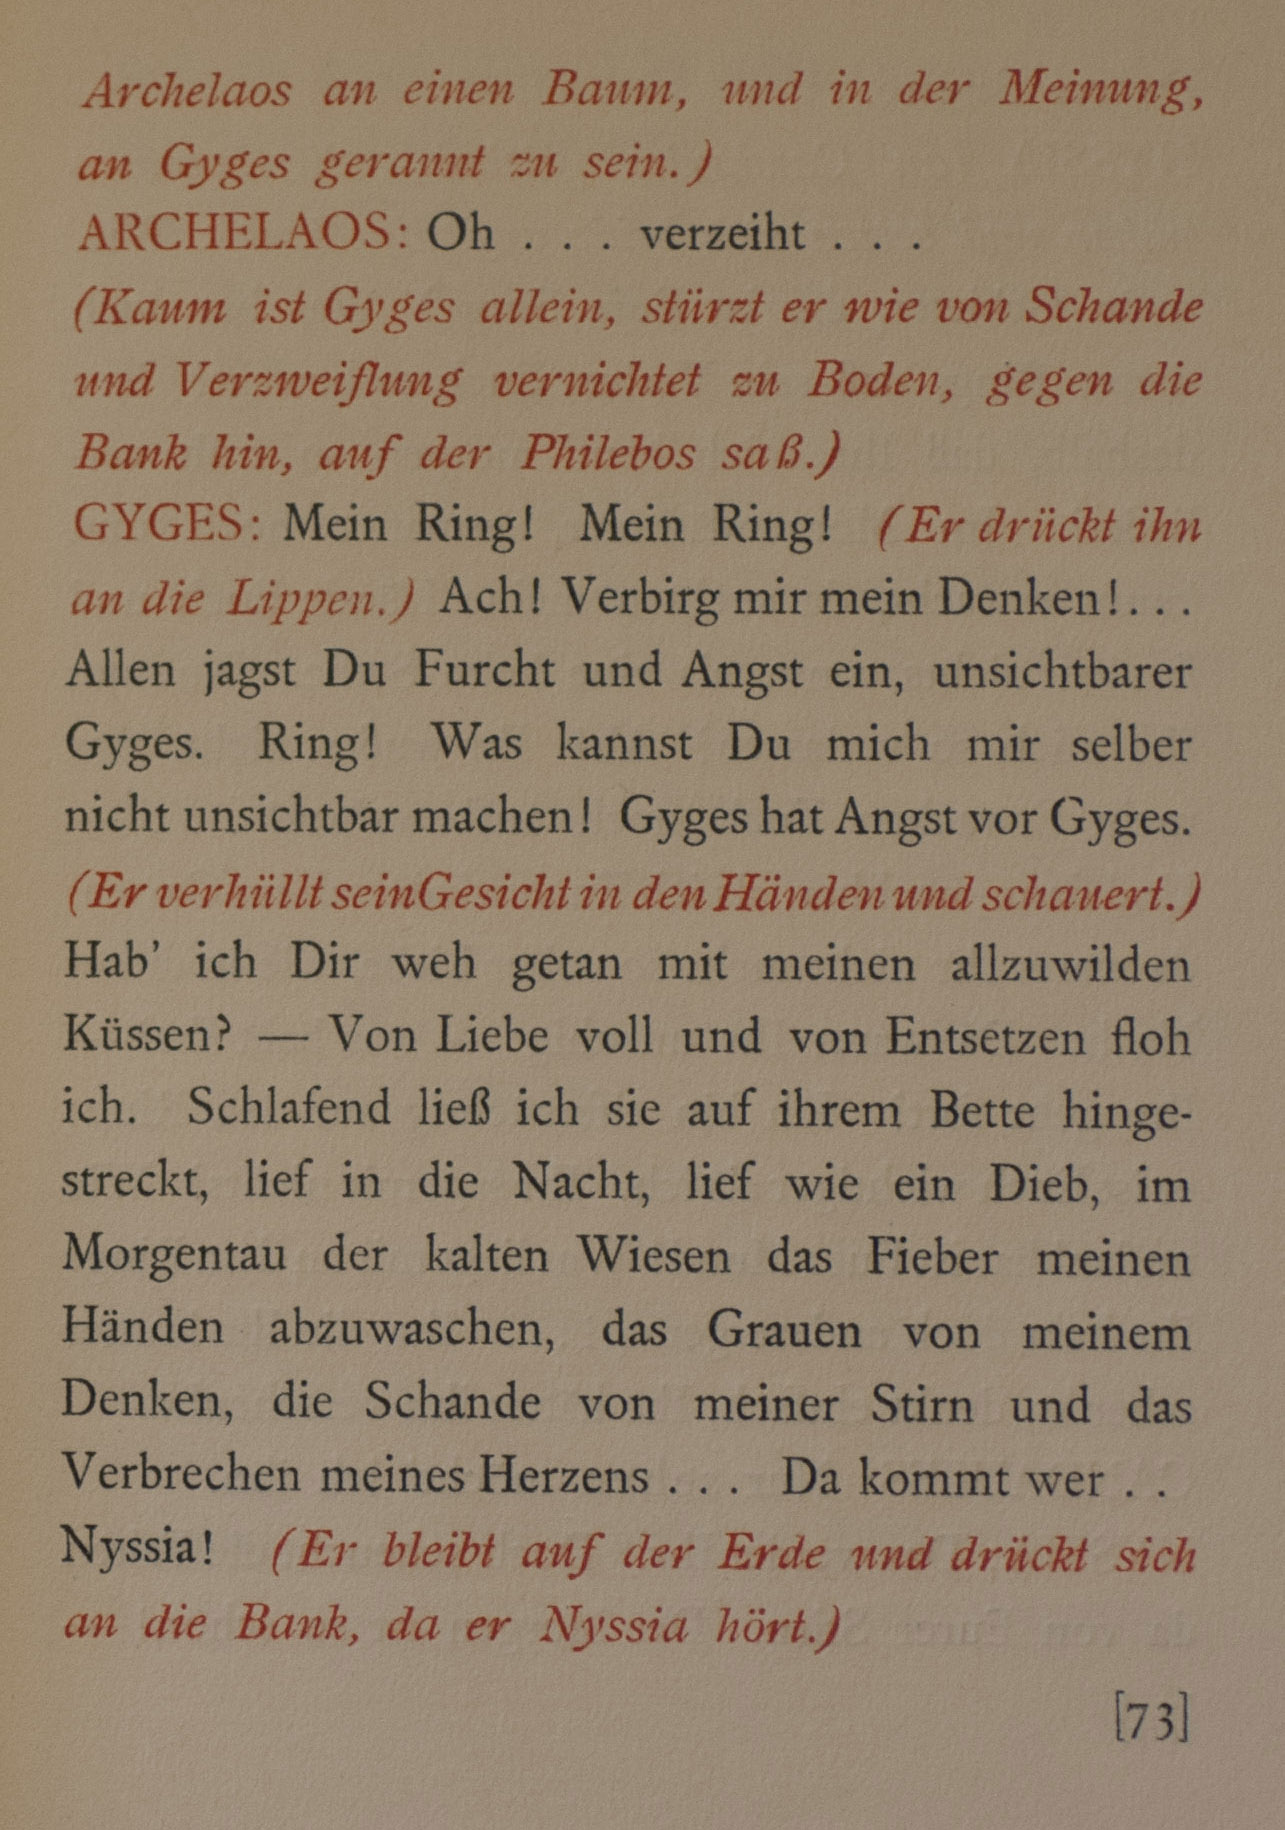 Archelaos an einen Baum, und in der Meinung,
an Gyges gerannt zu sein.)
ARCHELAOS: Oh . . . verzeiht . . .
(Kaum ist Gyges allein, stürzt er wie von Schande
und Verzweiflung vernichtet zu Boden, gegen die
Bank hin, auf der Philebos saß.)
GYGES: Mein Ring! Mein Ring! (Er drückt ihn
an die Lippen.) Ach! Verbirg mir mein Denken!. . .
Allen jagst Du Furcht und Angst ein, unsichtbarer
Gyges. Ring! Was kannst Du mich mir selber
nicht unsichtbar machen! Gyges hat Angst vor Gyges.
(Er verhüllt seinGesicht in den Händen und schauert.)
Hab’ ich Dir weh getan mit meinen allzuwilden
Küssen? — Von Liebe voll und von Entsetzen floh
ich. Schlafend ließ ich sie auf ihrem Bette hinge-
streckt, lief in die Nacht, lief wie ein Dieb, im
Morgentau der kalten Wiesen das Fieber meinen
Händen abzuwaschen, das Grauen von meinem
Denken, die Schande von meiner Stirn und das
Verbrechen meines Herzens . . . Da kommt wer . .
Nyssia! (Er bleibt auf der Erde und drückt sich
an die Bank, da er Nyssia hört.)
[73]